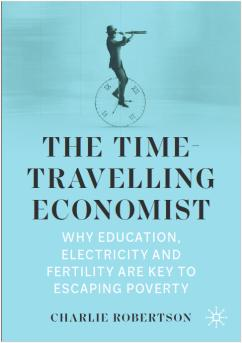 THE TIME-
TRAVELLING
ECONOMIST
WHY EDUCATION,
ELECTRICITY AND
FERTILITY ARE KEY TO
ESCAPING POVERTY
CHARLIE ROBERTSON